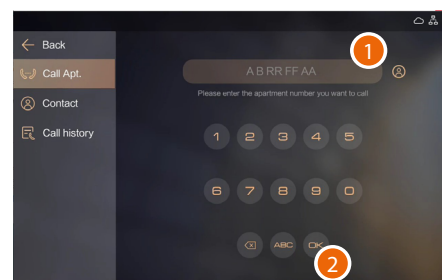 Back
1
Call Apt.
A B RR FF AA
Please enter the apartment number you want to call
Contact
Call history
1 2 3 4 5
6 7 8 9 0
ABC OK
2